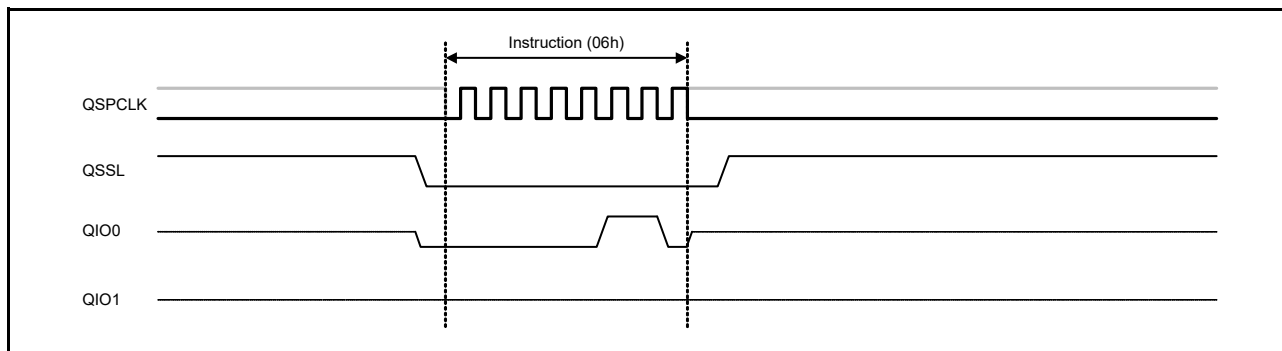 Instruction (06h)
QSPCLK
QSSL
QIO0
QIO1